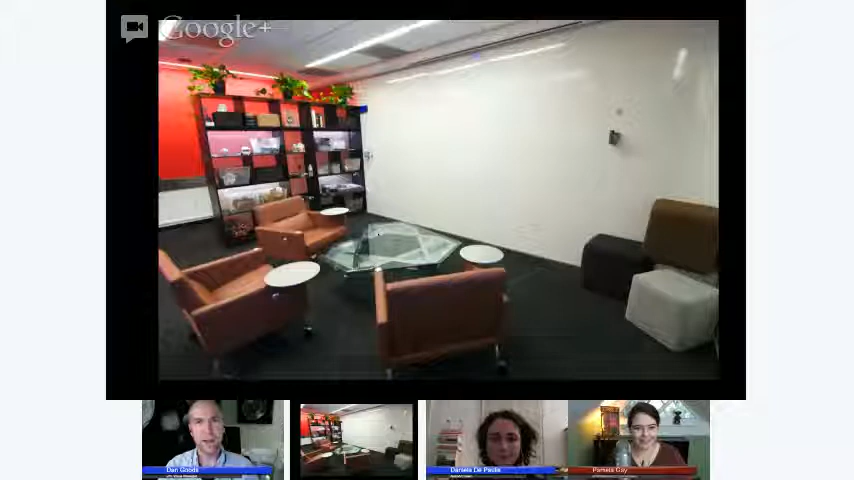 Google+
Dan Goods
Daniela De Paulis
Pamela Gay